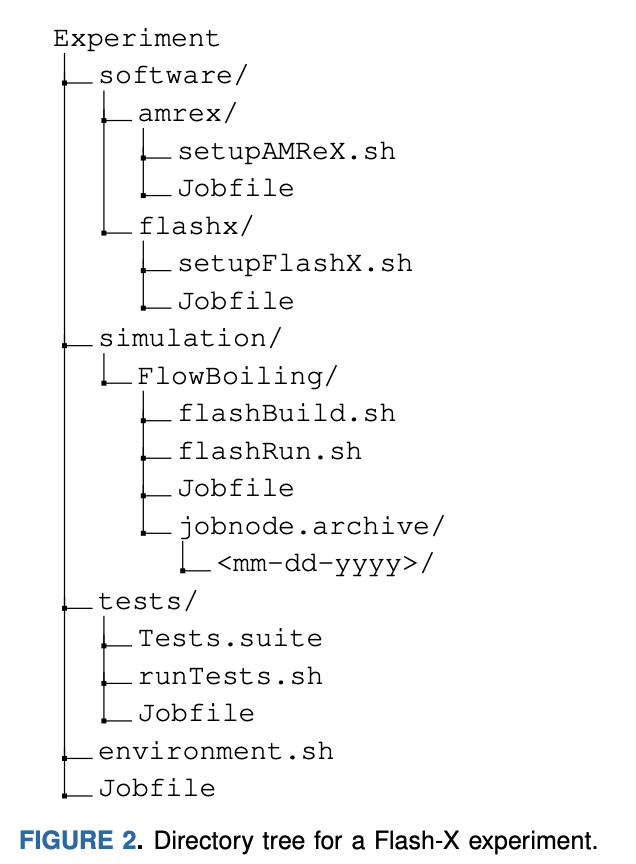 Experiment
software/
amrex/
setupAMReX.sh
Jobfile
flashx/
setupFlashX.sh
Jobfile
simulation/
FlowBoiling/
flashBuild.sh
flashRun.sh
Jobfile
jobnode.archive/
<mm-dd-yyyy>/
tests/
Tests.suite
runTests.sh
Jobfile
environment.sh
Jobfile
FIGURE 2. Directory tree for a Flash-X experiment.